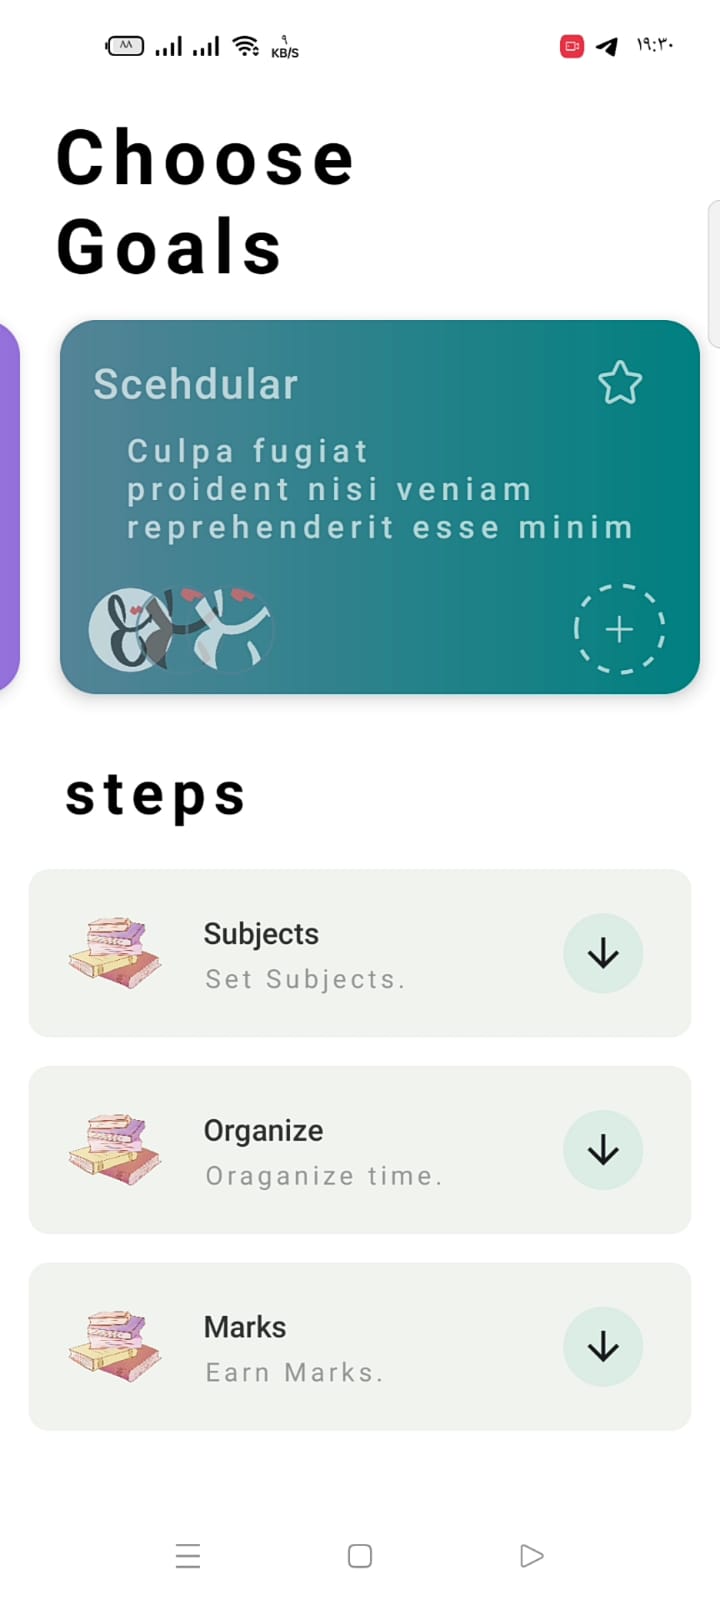 ٨٨
٩
KB/S
١٩:٣٠
Choose
Goals
Scehdular
Culpa fugiat
proident nisi veniam
reprehenderit esse minim
steps
Subjects
Set Subjects.
Organize
Oraganize time.
Marks
Earn Marks.